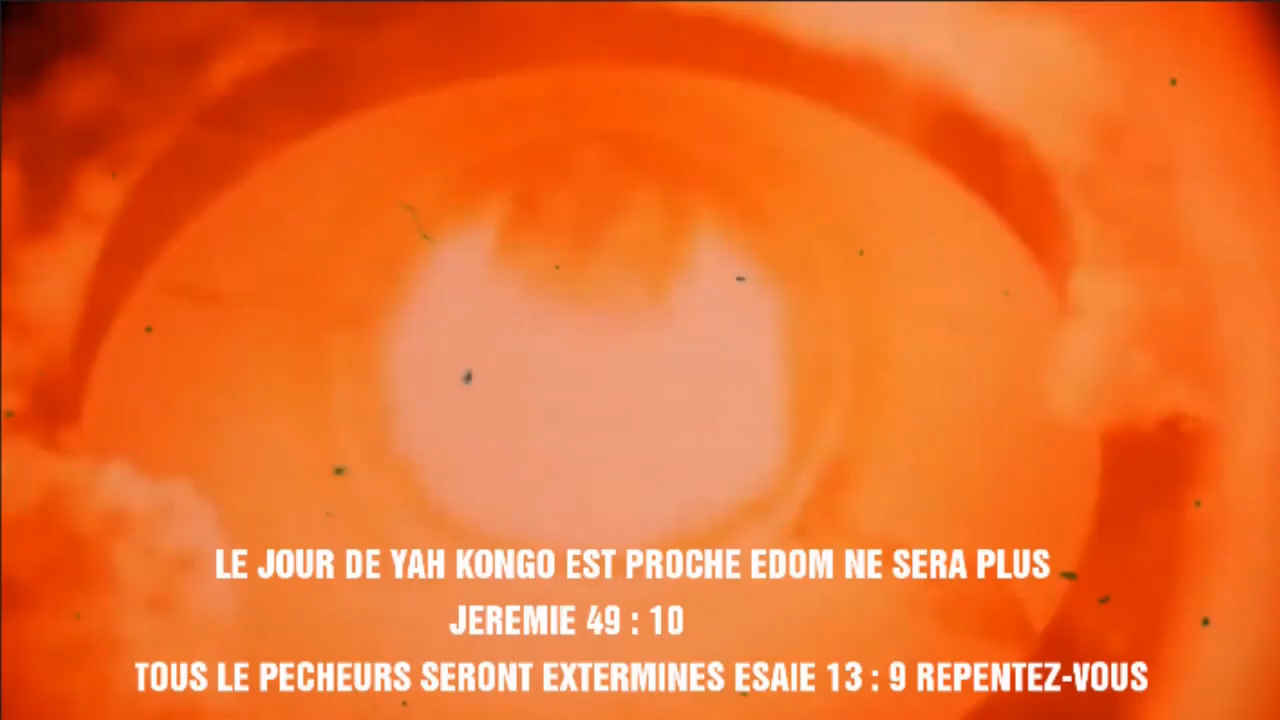 LE JOUR DE YAH KONGO EST PROCHE EDOM NE SERA PLUS
JEREMIE 49 : 10
TOUS LE PECHEURS SERONT EXTERMINES ESAIE 13 : 9 REPENTEZ-VOUS